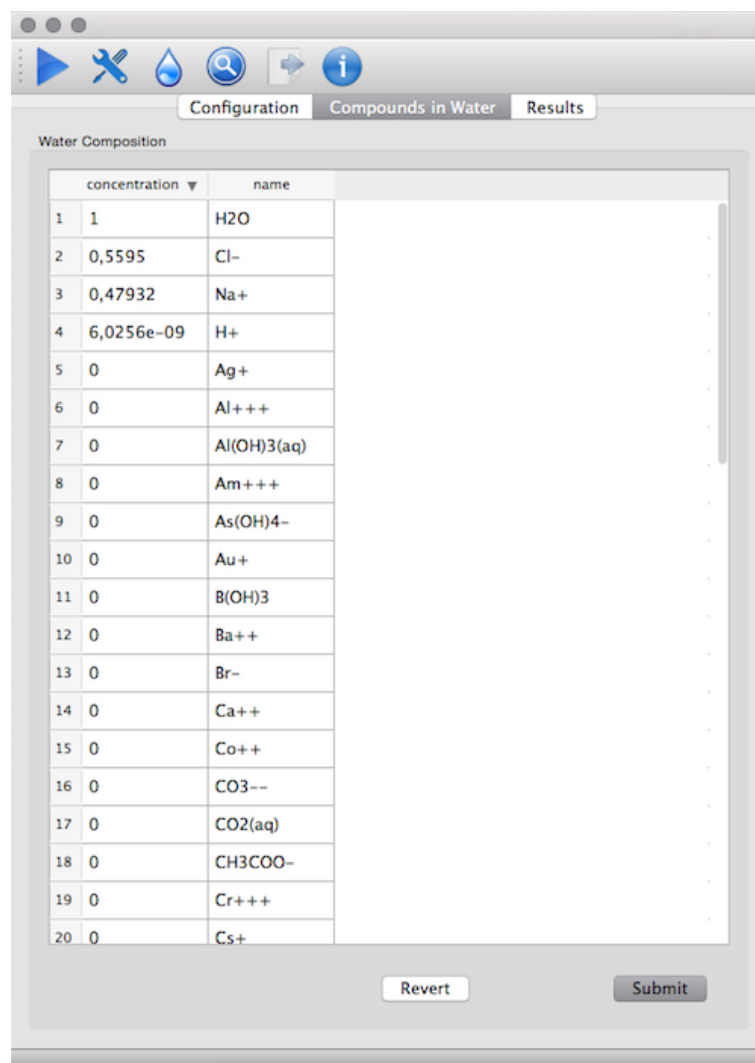 Configuration Compounds in Water Results
Water Composition
concentration name
1 1 H2O
2 0,5595 Cl-
3 0,47932 Na+
4 6,0256e-09 H+
5 0 Ag+
6 0 Al+++
7 0 Al(OH)3(aq)
8 0 Am+++
9 0 As(OH)4-
10 0 Au+
11 0 B(OH)3
12 0 Ba++
13 0 Br-
14 0 Ca++
15 0 Co++
16 0 CO3--
17 0 CO2(aq)
18 0 CH3COO-
19 0 Cr+++
20 0 Cs+
Revert Submit